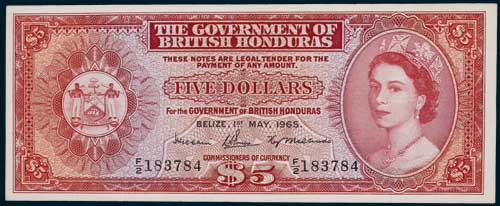 $5
$5
THE GOVERNMENT OF
BRITISH HONDURAS
THESE NOTES ARE LEGAL TENDER FOR THE
PAYMENT OF ANY AMOUNT.
FIVE DOLLARS
For the GOVERNMENT OF BRITISH HONDURAS
BELIZE, 1ST MAY, 1965.
F/2 183784
F/2 183784
COMMISSIONERS OF CURRENCY
$5
$5
$5